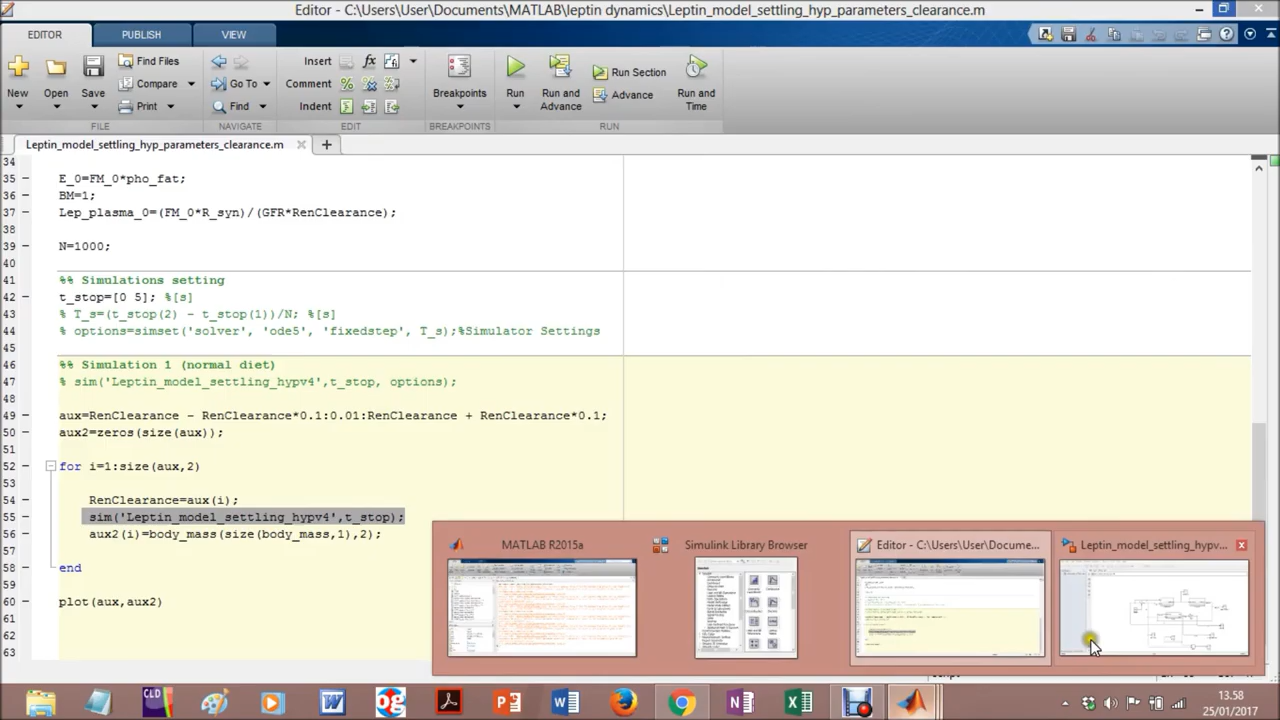 Editor - C:\Users\User\Documents\MATLAB\leptin dynamics\Leptin_model_settling_hyp_parameters_clearance.m
EDITOR PUBLISH VIEW
New Open Save Find Files Compare Print Go To Find Insert Comment Indent Breakpoints Run Run and Advance Run Section Advance Run and Time
FILE NAVIGATE EDIT BREAKPOINTS RUN
Leptin_model_settling_hyp_parameters_clearance.m
34
35 E_0=FM_0*pho_fat;
36 BM=1;
37 Lep_plasma_0=(FM_0*R_syn)/(GFR*RenClearance);
38
39 N=1000;
40
41 %% Simulations setting
42 t_stop=[0 5]; %[s]
43 % T_s=(t_stop(2) - t_stop(1))/N; %[s]
44 % options=simset('solver', 'ode5', 'fixedstep', T_s);%Simulator Settings
45
46 %% Simulation 1 (normal diet)
47 % sim('Leptin_model_settling_hypv4',t_stop, options);
48
49 aux=RenClearance - RenClearance*0.1:0.01:RenClearance + RenClearance*0.1;
50 aux2=zeros(size(aux));
51
52 for i=1:size(aux,2)
53
54 RenClearance=aux(i);
55 sim('Leptin_model_settling_hypv4',t_stop);
56 aux2(i)=body_mass(size(body_mass,1),2);
57
58 end
59
60 plot(aux,aux2)
61
62
63
MATLAB R2015a
Simulink Library Browser
Editor - C:\Users\User\Docume...
Leptin_model_settling_hypv...
13.58
25/01/2017